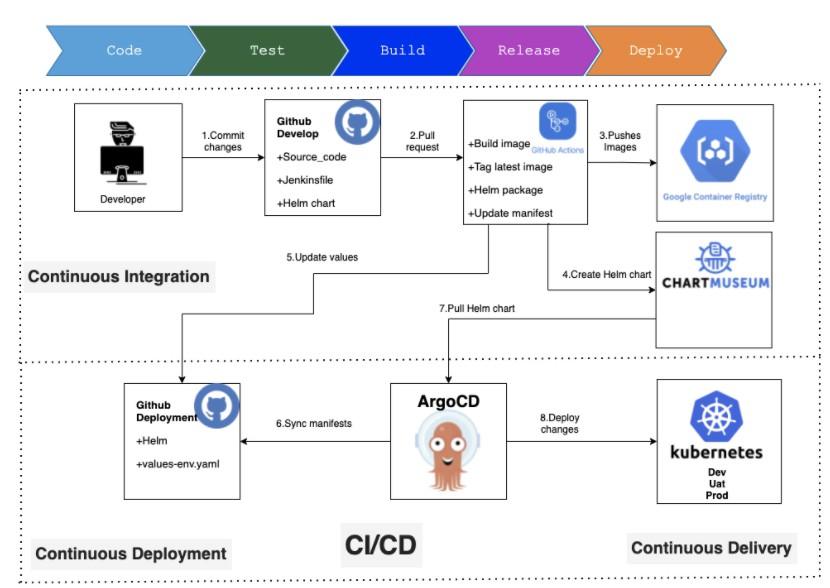 Code
Test
Build
Release
Deploy
Developer
1.Commit
changes
Github
Develop
+Source_code
+Jenkinsfile
+Helm chart
2.Pull
request
GitHub Actions
+Build image
+Tag latest image
+Helm package
+Update manifest
3.Pushes
Images
Google Container Registry
5.Update values
4.Create Helm chart
CHARTMUSEUM
Continuous Integration
7.Pull Helm chart
Github
Deployment
+Helm
+values-env.yaml
6.Sync manifests
ArgoCD
8.Deploy
changes
kubernetes
Dev
Uat
Prod
Continuous Deployment
CI/CD
Continuous Delivery